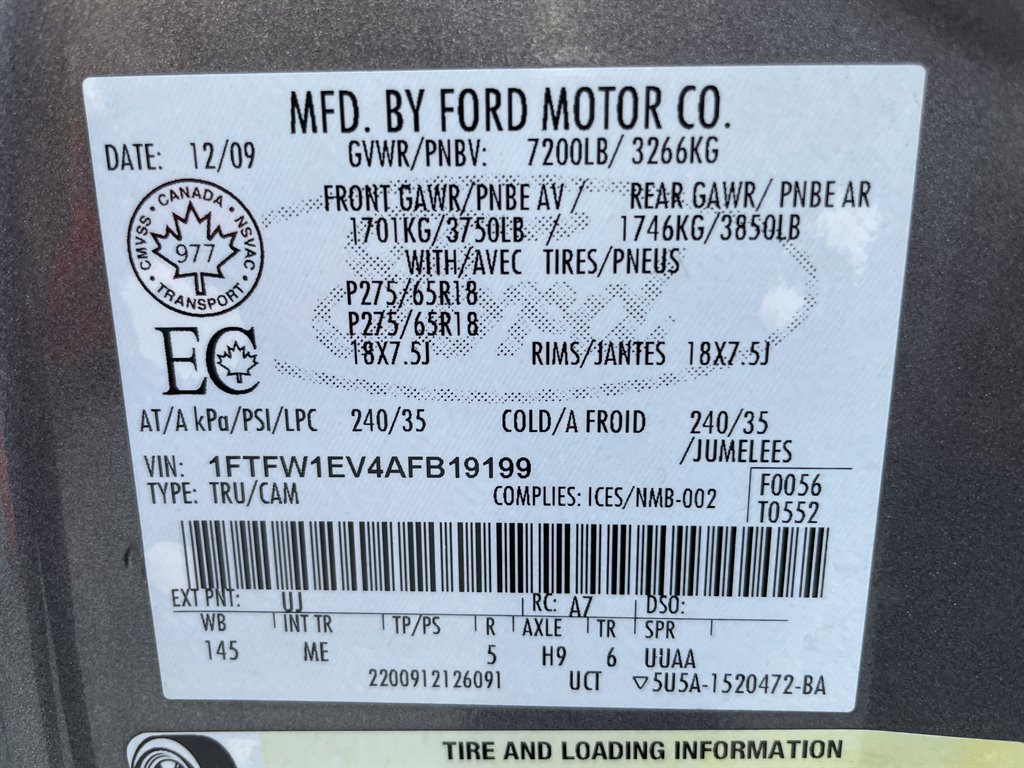 MFD. BY FORD MOTOR CO.
DATE: 12/09 GVWR/PNBV: 7200LB/ 3266KG
FRONT GAWR/PNBE AV / REAR GAWR/ PNBE AR
1701KG/3750LB / 1746KG/3850LB
WITH/AVEC TIRES/PNEUS
P275/65R18
P275/65R18
18X7.5J RIMS/JANTES 18X7.5J
CMVSS • CANADA • NSVAC • TRANSPORT •
977
EC
AT/A kPa/PSI/LPC 240/35 COLD/A FROID 240/35
/JUMELEES
VIN: 1FTFW1EV4AFB19199
TYPE: TRU/CAM COMPLIES: ICES/NMB-002
F0056
T0552
EXT PNT: UJ RC: A7 DSO:
WB INT TR TP/PS R AXLE TR SPR
145 ME 5 H9 6 UUAA
2200912126091 UCT ▽5U5A-1520472-BA
TIRE AND LOADING INFORMATION